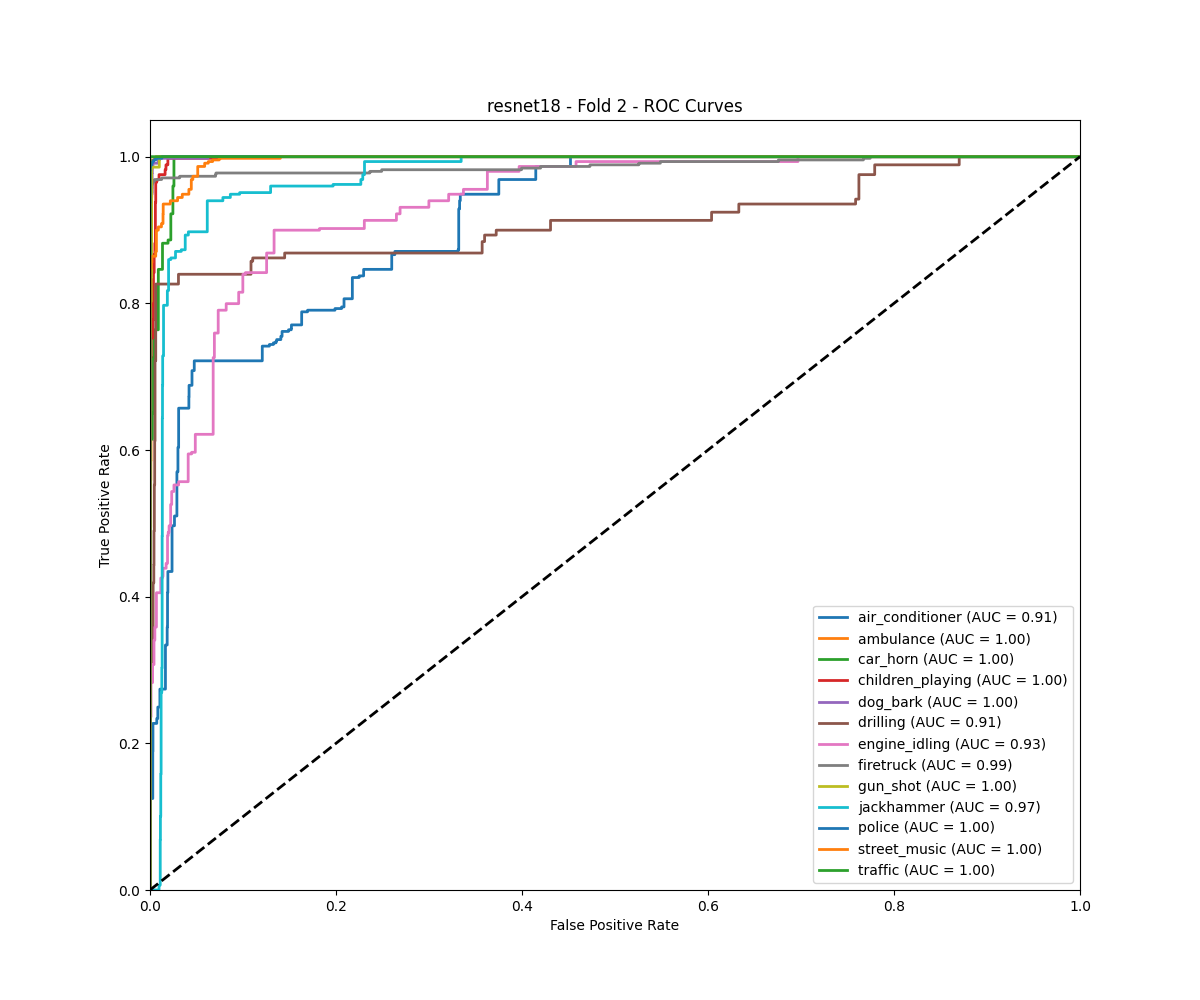 resnet18 - Fold 2 - ROC Curves
True Positive Rate
1.0
0.8
0.6
0.4
0.2
0.0
0.0 0.2 0.4 0.6 0.8 1.0
False Positive Rate
air_conditioner (AUC = 0.91)
ambulance (AUC = 1.00)
car_horn (AUC = 1.00)
children_playing (AUC = 1.00)
dog_bark (AUC = 1.00)
drilling (AUC = 0.91)
engine_idling (AUC = 0.93)
firetruck (AUC = 0.99)
gun_shot (AUC = 1.00)
jackhammer (AUC = 0.97)
police (AUC = 1.00)
street_music (AUC = 1.00)
traffic (AUC = 1.00)